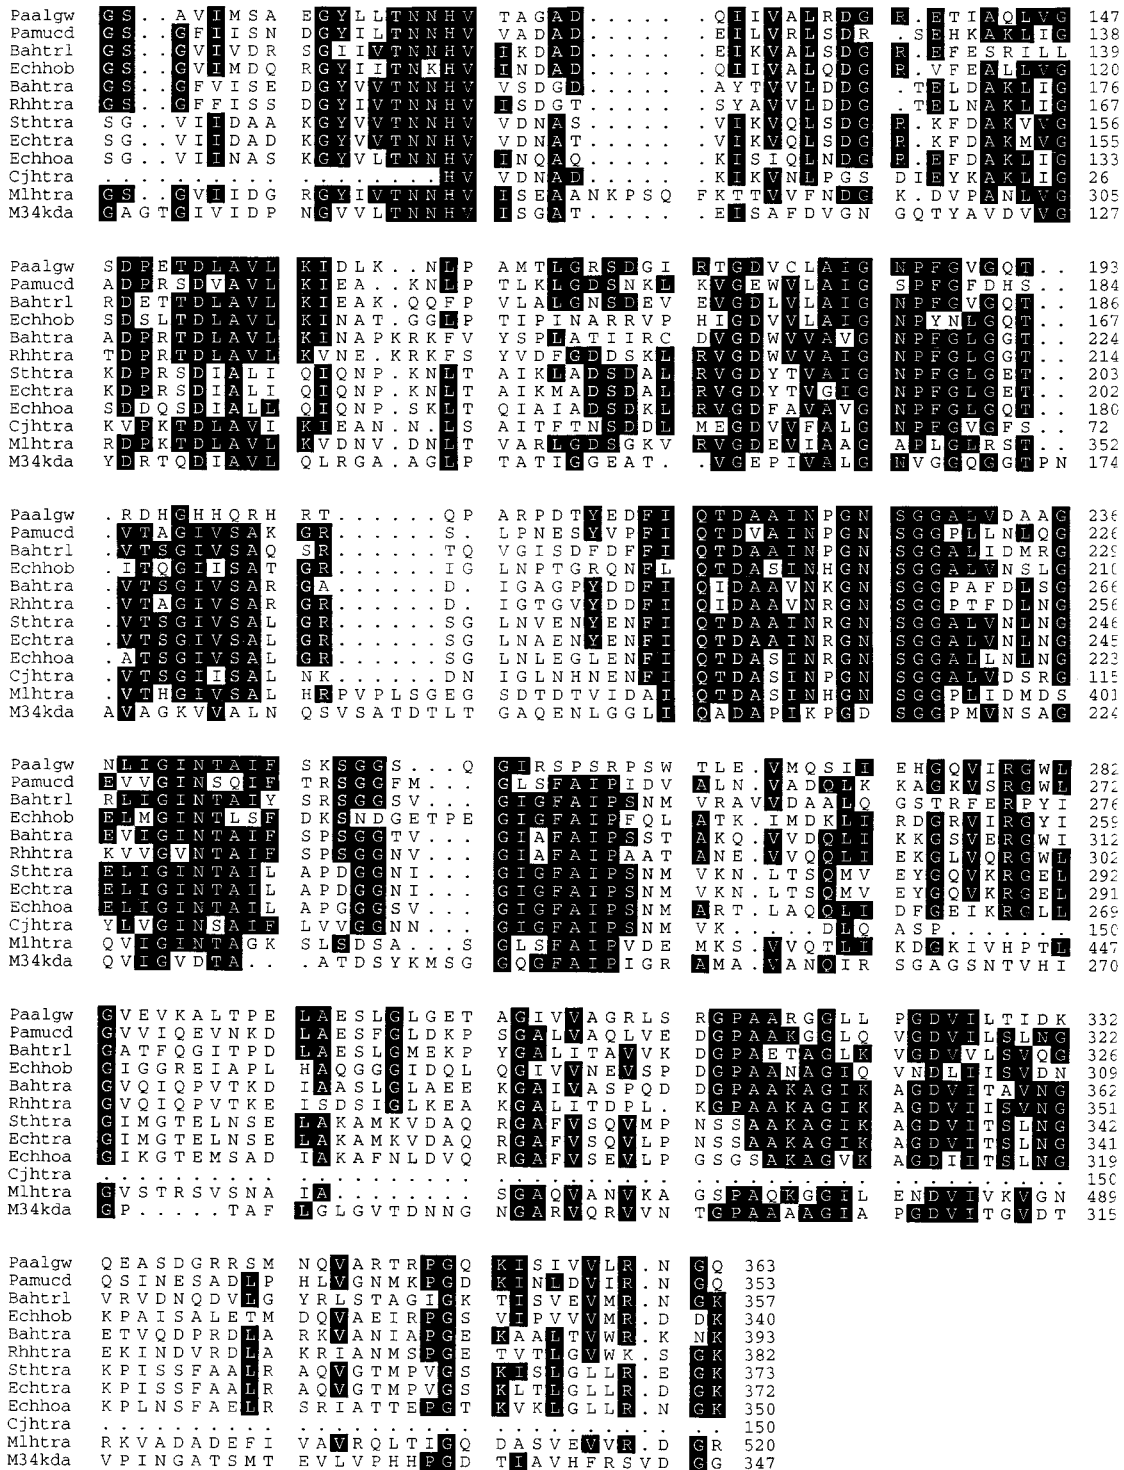 Paalgw GS..AVIMSA EGYLLTNNHV TAGAD..... .QIIVALRDG R.ETIAQLVG 147
Pamucd GS..GFIISN DGYILTNNHV VADAD..... .EILVRLSDR .SEHKAKLIG 138
Bahtrl GS..GVIVDR SGIIVTNNHV IKDAD..... .EIVVALSDG R.EFESRILL 139
Echhob GS..GVIMDQ RGYIITNKHV INDAD..... .QIIVALQDG R.VFEALLVG 120
Bahtra GS..GFVISE DGYIVTNNHV VSDGD..... .AYTVVLDDG .TELDAKLIG 176
Rhhtra GS..GFFISS DGYIVTNNHV ISDGT..... .SYAVVLDDG .TELNAKLIG 167
Sthtra SG..VIIDAA KGYVVTNNHV VDNAS..... .VIKVQLSDG R.KFDAKVVG 156
Echtra SG..VIIDAD KGYVVTNNHV VDNAT..... .VIKVQLSDG R.KFDAKMVG 155
Echhoa SG..VIINAS KGYVLTNNHV INQAQ..... .KISIQLNDG R.EFDAKLIG 133
Cjhtra .......... ........HV VDNAD..... .KIKVNLPGS DIEYKAKLIG 26
Mlhtra GS..GVIIDG RGYIVTNNHV ISEAANKPSQ FKTTVVFNDG K.DVPANLVG 305
M34kda GAGTGIVIDP NGVVLTNNHV ISGAT..... .EISAFDVGN GQTYAVDVVG 127
Paalgw SDPETDLAVL KIDLK..NLP AMTLGRSDGI RTGDVCLAIG NPFGVGQT.. 193
Pamucd ADPRSDVAVL KIEA..KNLP TLKLGDSNKL KVGEWVLAIG SPFGFDHS.. 184
Bahtrl RDETTDLAVL KIEAK.QQFP VLALGNSDEV EVGDLVLAIG NPFGVGQT.. 186
Echhob SDSLTDLAVL KINAT.GGLP TIPINARRVP HIGDVVLAIG NPYNLGQT.. 167
Bahtra ADPRTDLAVL KINAPKRKFV YSPLATIIRC DVGDWVVAVG NPFGLGGT.. 224
Rhhtra TDPRTDLAVL KVNE.KRKFS YVDFGDDSKL RVGDWVVAIG NPFGLGGT.. 214
Sthtra KDPRSDIALI QIQNP.KNLT AIKLADSDAL RVGDYTVAIG NPFGLGET.. 203
Echtra KDPRSDIALI QIQNP.KNLT AIKMADSDAL RVGDYTVGIG NPFGLGET.. 202
Echhoa SDDQSDIALL QIQNP.SKLT QIAIADSDKL RVGDFAVAVG NPFGLGQT.. 180
Cjhtra KVPKTDLAVI KIEAN..NLS AITFTNSDDL MEGDVVFALG NPFGVGFS.. 72
Mlhtra RDPKTDLAVL KVDNV.DNLT VARLGDSGKV RVGDEVIAAG APLGLRST.. 352
M34kda YDRTQDIAVL QLRGA.AGLP TATIGGEAT. .VGEPIVALG NVGGQGGTPN 174
Paalgw .RDHGHHQRH RT......QP ARPDTYEDFI QTDAAINPGN SGGALVDAAG 236
Pamucd .VTAGIVSAK GR......S. LPNESYVPFI QTDVAINPGN SGGPLLNLQG 226
Bahtrl .VTSGIVSAQ SR......TQ VGISDFDFFI QTDAAINPGN SGGALIDMRG 229
Echhob .ITQGIISAT GR......IG LNPTGRQNFL QTDASINHGN SGGALVNSLG 210
Bahtra .VTSGIVSAR GA......D. IGAGPYDDFI QIDAAVNKGN SGGPAFDLSG 266
Rhhtra .VTAGIVSAR GR......D. IGTGVYDDFI QIDAAVNRGN SGGPTFDLNG 256
Sthtra .VTSGIVSAL GR......SG LNVENYENFI QTDAAINRGN SGGALVNLNG 246
Echtra .VTSGIVSAL GR......SG LNAENYENFI QTDAAINRGN SGGALVNLNG 245
Echhoa .ATSGIVSAL GR......SG LNLEGLENFI QTDASINRGN SGGALLNLNG 223
Cjhtra .VTSGIISAL NK......DN IGLNHNENFI QTDASINPGN SGGALVDSRG 115
Mlhtra .VTHGIVSAL HRPVPLSGEG SDTDTVIDAI QTDASINHGN SGGPLIDMDS 401
M34kda AVAGKVVALN QSVSATDTLT GAQENLGGLI QADAPIKPGD SGGPMVNSAG 224
Paalgw NLIGINTAIF SKSGGS...Q GIRSPSRPSW TLE.VMQSII EHGQVIRGWL 282
Pamucd EVVGINSQIF TRSGGFM... GLSFAIPIDV ALN.VADQLK KAGKVSRGWL 272
Bahtrl RLIGINTAIY SRSGGSV... GIGFAIPSNM VRAVVDAALQ GSTRFERPYI 276
Echhob ELMGINTLSF DKSNDGETPE GIGFAIPFQL ATK.IMDKLI RDGRVIRGYI 259
Bahtra EVIGINTAIF SPSGGTV... GIAFAIPSST AKQ.VVDQLI KKGSVERGWI 312
Rhhtra KVVGVNTAIF SPSGGNV... GIAFAIPAAT ANE.VVQQLI EKGLVQRGWL 302
Sthtra ELIGINTAIL APDGGNI... GIGFAIPSNM VKN.LTSQMV EYGQVKRGEL 292
Echtra ELIGINTAIL APDGGNI... GIGFAIPSNM VKN.LTSQMV EYGQVKRGEL 291
Echhoa ELIGINTAIL APGGGSV... GIGFAIPSNM ART.LAQQLI DFGEIKRGLL 269
Cjhtra YLVGINSAIF LVVGGNN... GIGFAIPSNM VK.....DLQ ASP....... 150
Mlhtra QVIGINTAGK SLSDSA...S GLSFAIPVDE MKS.VVQTLI KDGKIVHPTL 447
M34kda QVIGVDTA.. .ATDSYKMSG GQGFAIPIGR AMA.VANQIR SGAGSNTVHI 270
Paalgw GVEVKALTPE LAESLGLGET AGIVVAGRLS RGPAARGGLL PGDVILTIDK 332
Pamucd GVVIQEVNKD LAESFGLDKP SGALVAQLVE DGPAAKGGLQ VGDVILSLNG 322
Bahtrl GATFQGITPD LAESLGMEKP YGALITAVVK DGPAETAGLK VGDVVLSVQG 326
Echhob GIGGREIAPL HAQGGGIDQL QGIVVNEVSP DGPAANAGIQ VNDLIISVDN 309
Bahtra GVQIQPVTKD IAASLGLAEE KGAIVASPQD DGPAAKAGIK AGDVITAVNG 362
Rhhtra GVQIQPVTKE ISDSIGLKEA KGALITDPL. KGPAAKAGIK AGDVIISVNG 351
Sthtra GIMGTELNSE LAKAMKVDAQ RGAFVSQVMP NSSAAKAGIK AGDVITSLNG 342
Echtra GIMGTELNSE LAKAMKVDAQ RGAFVSQVLP NSSAAKAGIK AGDVITSLNG 341
Echhoa GIKGTEMSAD IAKAFNLDVQ RGAFVSEVLP GSGSAKAGVK AGDIITSLNG 319
Cjhtra .......... .......... .......... .......... .......... 150
Mlhtra GVSTRSVSNA IA........ SGAQVANVKA GSPAQKGGIL ENDVIVKVGN 489
M34kda GP.....TAF LGLGVTDNNG NGARVQRVVN TGPAAAAGIA PGDVITGVDT 315
Paalgw QEASDGRRSM NQVARTRPGQ KISIVVLR.N GQ 363
Pamucd QSINESADLP HLVGNMKPGD KINLDVIR.N GQ 353
Bahtrl VRVDNQDVLG YRLSTAGIGK TISVEVMR.N GK 357
Echhob KPAISALETM DQVAEIRPGS VIPVVVMR.D DK 340
Bahtra ETVQDPRDLA RKVANIAPGE KAALTVWR.K NK 393
Rhhtra EKINDVRDLA KRIANMSPGE TVTLGVWK.S GK 382
Sthtra KPISSFAALR AQVGTMPVGS KISLGLLR.E GK 373
Echtra KPISSFAALR AQVGTMPVGS KLTLGLLR.D GK 372
Echhoa KPLNSFAELR SRIATTEPGT KVKLGLLR.N GK 350
Cjhtra .......... .......... .......... .. 150
Mlhtra RKVADADEFI VAVRQLTIGQ DASVEVVR.D GR 520
M34kda VPINGATSMT EVLVPHHPGD TIAVHFRSVD GG 347